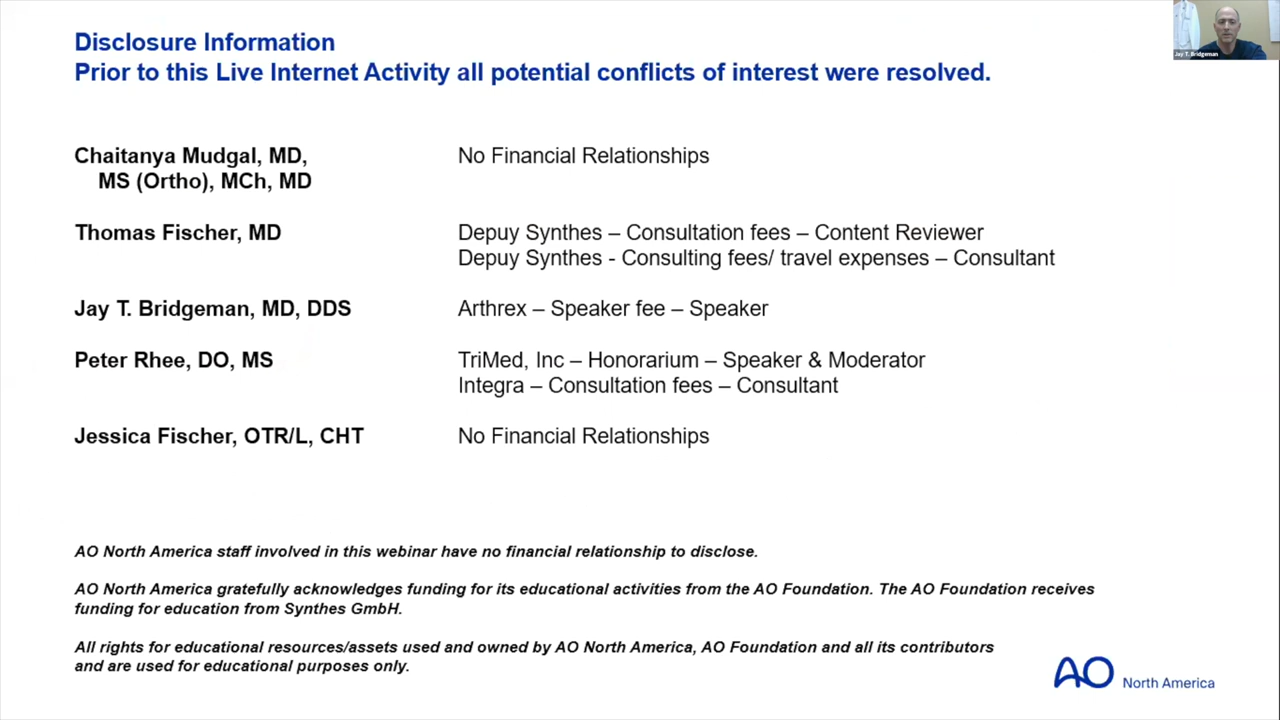 Disclosure Information
Prior to this Live Internet Activity all potential conflicts of interest were resolved.
Jay T. Bridgeman
Chaitanya Mudgal, MD,
MS (Ortho), MCh, MD
No Financial Relationships
Thomas Fischer, MD
Depuy Synthes – Consultation fees – Content Reviewer
Depuy Synthes - Consulting fees/ travel expenses – Consultant
Jay T. Bridgeman, MD, DDS
Arthrex – Speaker fee – Speaker
Peter Rhee, DO, MS
TriMed, Inc – Honorarium – Speaker & Moderator
Integra – Consultation fees – Consultant
Jessica Fischer, OTR/L, CHT
No Financial Relationships
AO North America staff involved in this webinar have no financial relationship to disclose.
AO North America gratefully acknowledges funding for its educational activities from the AO Foundation. The AO Foundation receives
funding for education from Synthes GmbH.
All rights for educational resources/assets used and owned by AO North America, AO Foundation and all its contributors
and are used for educational purposes only.
AO North America